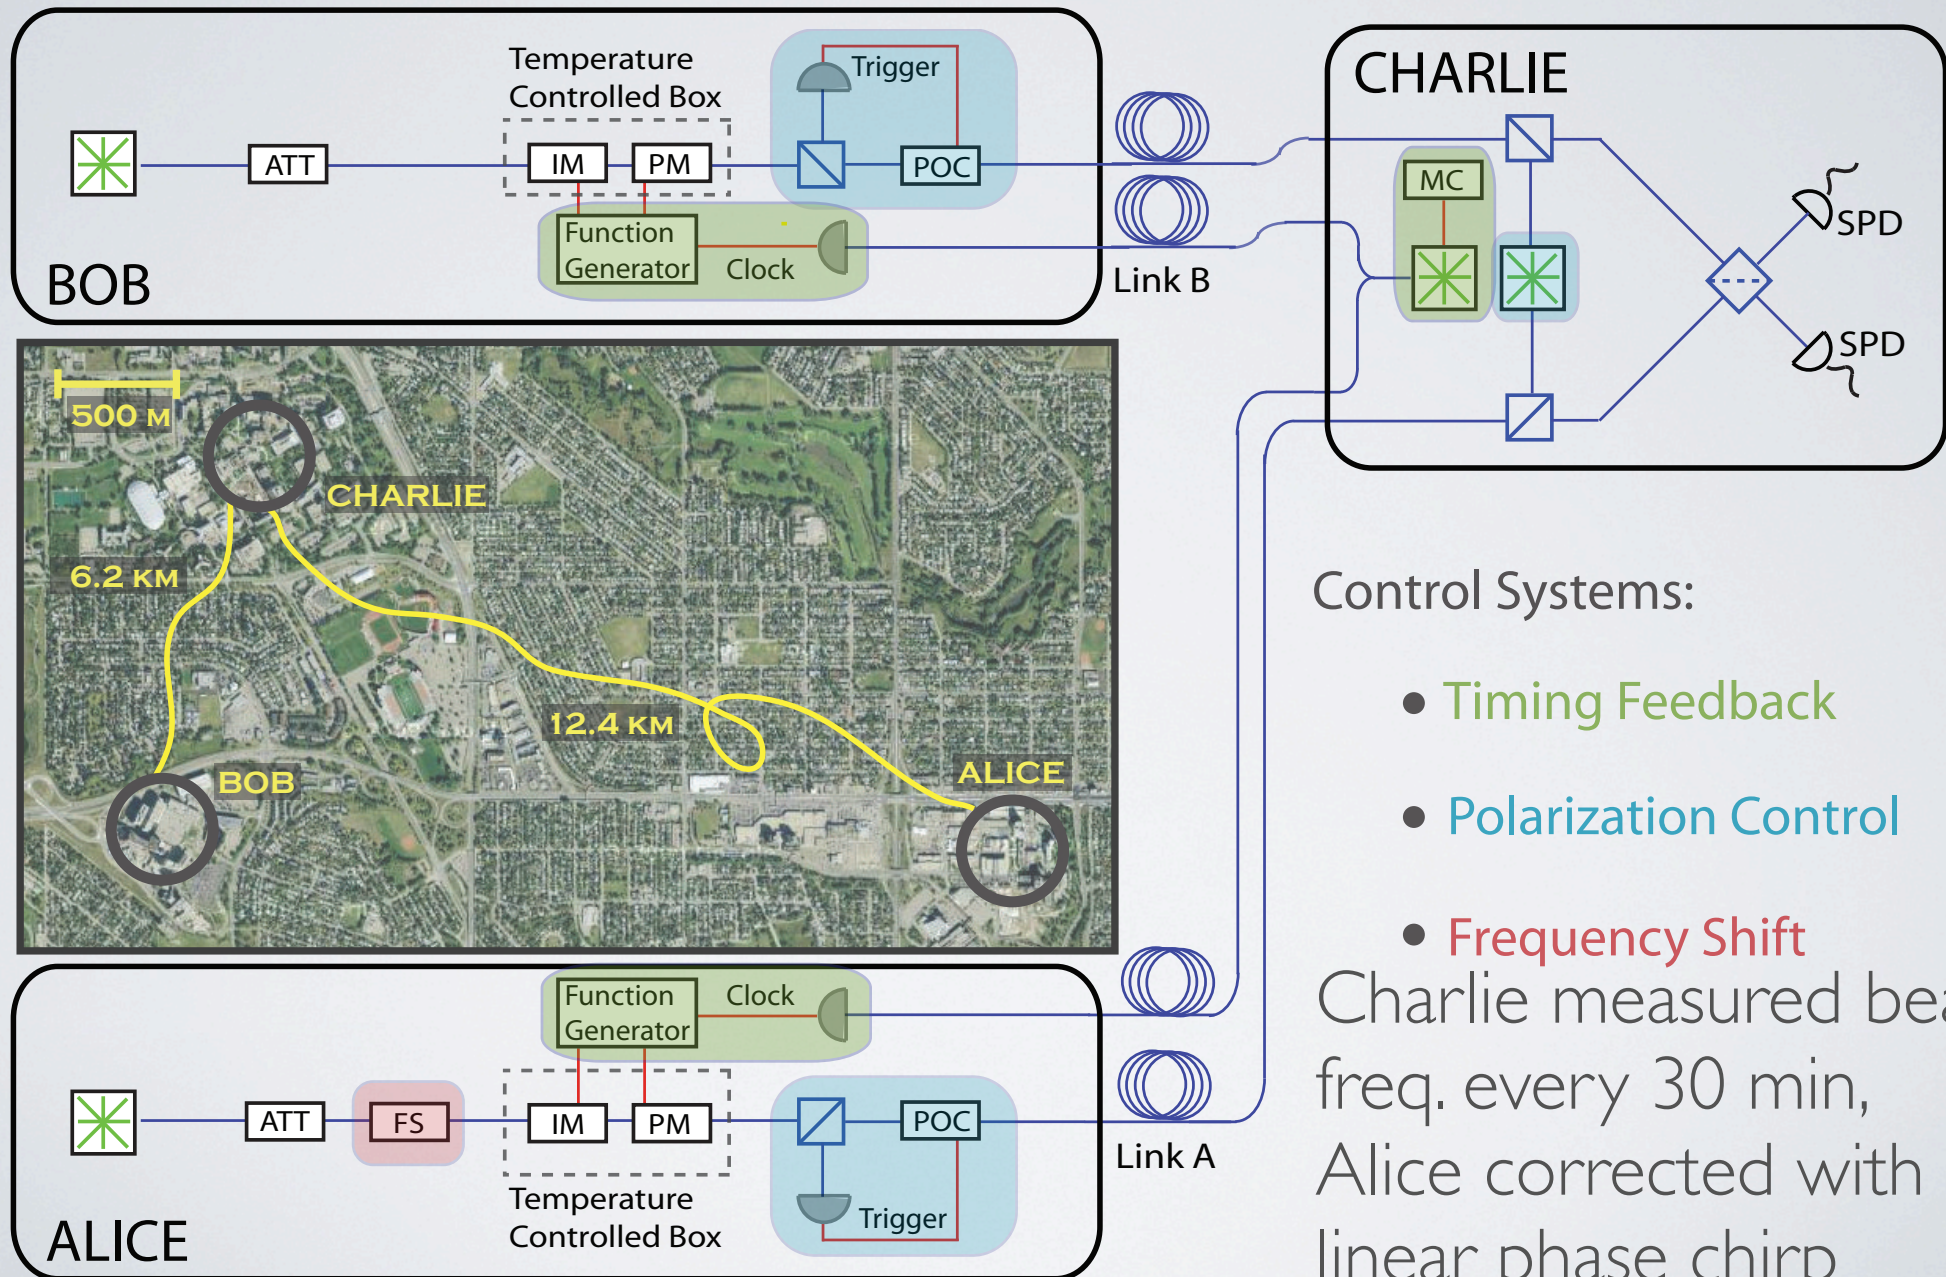 Temperature
Controlled Box
Trigger
ATT
IM
PM
POC
Function
Generator
Clock
BOB
Link B
CHARLIE
MC
SPD
SPD
500 M
CHARLIE
6.2 KM
12.4 KM
BOB
ALICE
Control Systems:
• Timing Feedback
• Polarization Control
• Frequency Shift
Charlie measured
freq. every 30 min,
Alice corrected with
linear phase chirp
Function
Generator
Clock
ATT
FS
IM
PM
POC
Link A
Temperature
Controlled Box
Trigger
ALICE